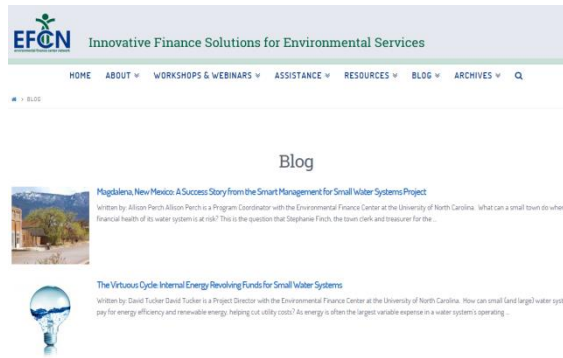 EFCN
environmental finance center network
Innovative Finance Solutions for Environmental Services
HOME ABOUT WORKSHOPS & WEBINARS ASSISTANCE RESOURCES BLOG ARCHIVES
> BLOG
Blog
Magdalena, New Mexico: A Success Story from the Smart Management for Small Water Systems Project
Written by: Allison Perch Allison Perch is a Program Coordinator with the Environmental Finance Center at the University of North Carolina. What can a small town do when
financial health of its water system is at risk? This is the question that Stephanie Finch, the town clerk and treasurer for the ...
The Virtuous Cycle: Internal Energy Revolving Funds for Small Water Systems
Written by: David Tucker David Tucker is a Project Director with the Environmental Finance Center at the University of North Carolina. How can small (and large) water syst
pay for energy efficiency and renewable energy, helping cut utility costs? As energy is often the largest variable expense in a water system's operating ...